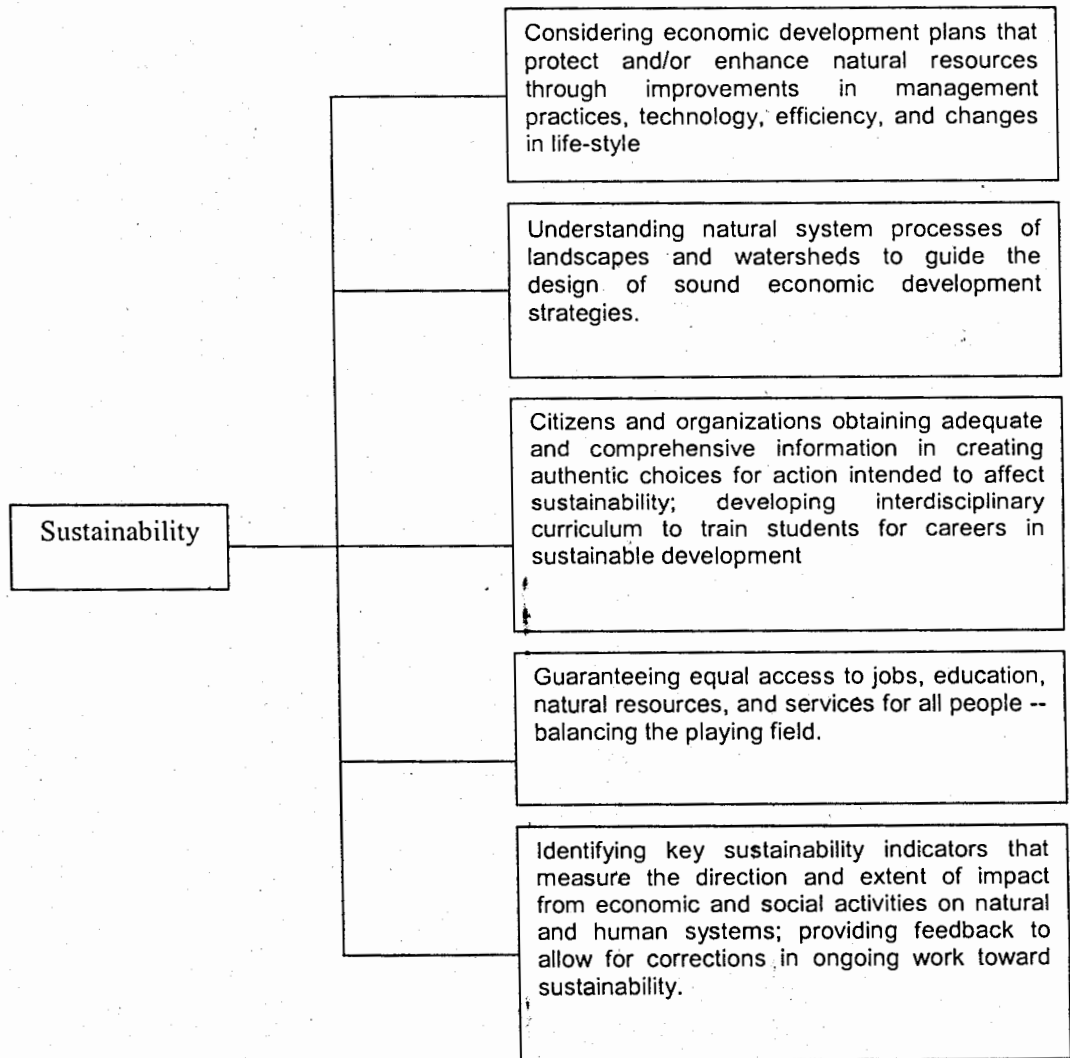 Considering economic development plans that
protect and/or enhance natural resources
through improvements in management
practices, technology, efficiency, and changes
in life-style
Understanding natural system processes of
landscapes and watersheds to guide the
design of sound economic development
strategies.
Citizens and organizations obtaining adequate
and comprehensive information in creating
authentic choices for action intended to affect
sustainability; developing interdisciplinary
curriculum to train students for careers in
sustainable development
Sustainability
Guaranteeing equal access to jobs, education,
natural resources, and services for all people --
balancing the playing field.
Identifying key sustainability indicators that
measure the direction and extent of impact
from economic and social activities on natural
and human systems; providing feedback to
allow for corrections in ongoing work toward
sustainability.